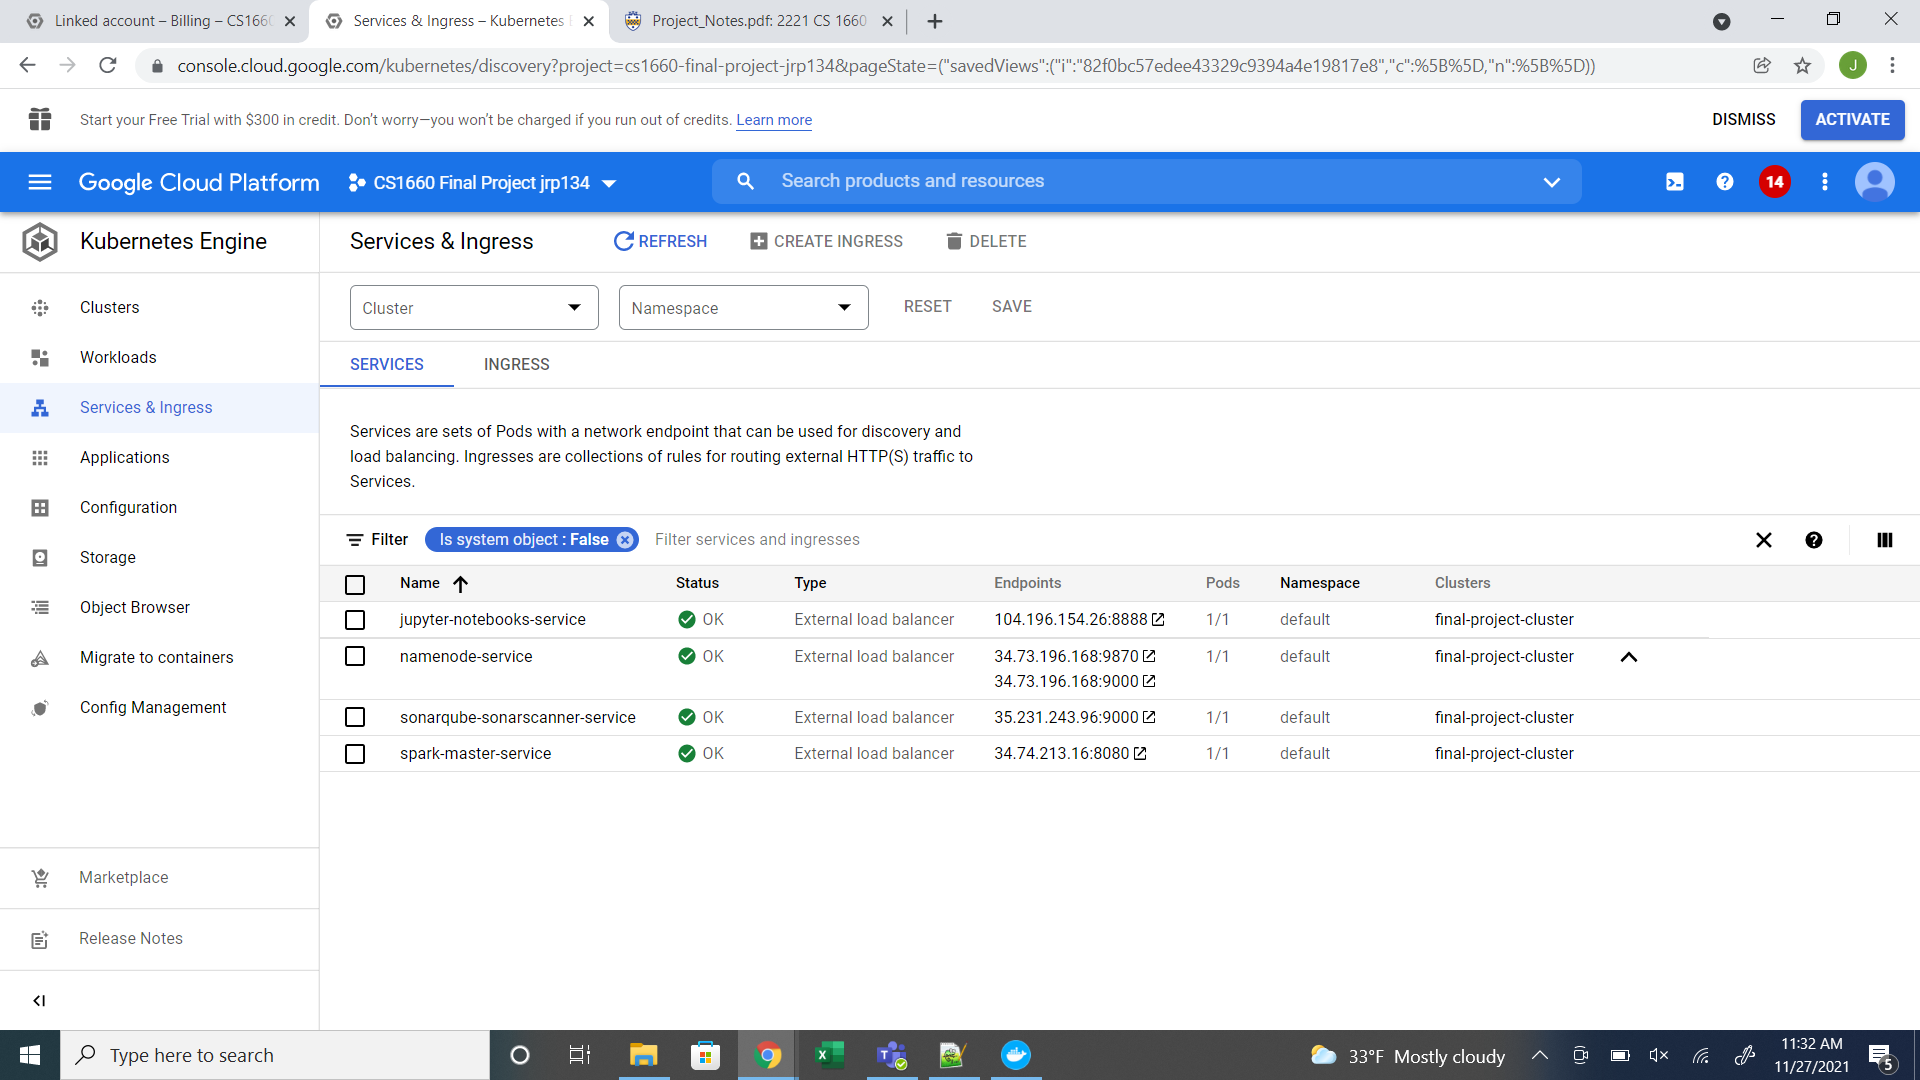 Linked account – Billing – CS166
Services & Ingress – Kubernetes
Project_Notes.pdf: 2221 CS 1660
console.cloud.google.com/kubernetes/discovery?project=cs1660-final-project-jrp134&pageState=("savedViews":("i":"82f0bc57edee43329c9394a4e19817e8","c":%5B%5D,"n":%5B%5D))
J
Start your Free Trial with $300 in credit. Don't worry—you won't be charged if you run out of credits. Learn more
DISMISS
ACTIVATE
Google Cloud Platform
CS1660 Final Project jrp134
Search products and resources
14
Kubernetes Engine
Services & Ingress
REFRESH
CREATE INGRESS
DELETE
Clusters
Workloads
Services & Ingress
Applications
Configuration
Storage
Object Browser
Migrate to containers
Config Management
Marketplace
Release Notes
Cluster
Namespace
RESET
SAVE
SERVICES
INGRESS
Services are sets of Pods with a network endpoint that can be used for discovery and
load balancing. Ingresses are collections of rules for routing external HTTP(S) traffic to
Services.
Filter
Is system object : False
Filter services and ingresses
Name Status Type Endpoints Pods Namespace Clusters
jupyter-notebooks-service OK External load balancer 104.196.154.26:8888 1/1 default final-project-cluster
namenode-service OK External load balancer 34.73.196.168:9870 1/1 default final-project-cluster
34.73.196.168:9000
sonarqube-sonarscanner-service OK External load balancer 35.231.243.96:9000 1/1 default final-project-cluster
spark-master-service OK External load balancer 34.74.213.16:8080 1/1 default final-project-cluster
Type here to search
33°F Mostly cloudy
11:32 AM
11/27/2021
5